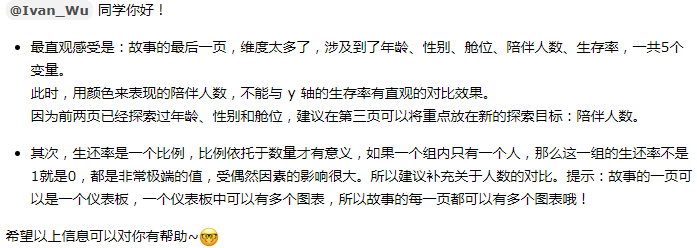 @Ivan_Wu 同学你好！
最直观感受是：故事的最后一页，维度太多了，涉及到了年龄、性别、舱位、陪伴人数、生存率，一共5个
变量。
此时，用颜色来表现的陪伴人数，不能与 y 轴的生存率有直观的对比效果。
因为前两页已经探索过年龄、性别和舱位，建议在第三页可以将重点放在新的探索目标：陪伴人数。
其次，生还率是一个比例，比例依托于数量才有意义，如果一个组内只有一个人，那么这一组的生还率不是
1就是0，都是非常极端的值，受偶然因素的影响很大。所以建议补充关于人数的对比。提示：故事的一页可
以是一个仪表板，一个仪表板中可以有多个图表，所以故事的每一页都可以有多个图表哦！
希望以上信息可以对你有帮助~